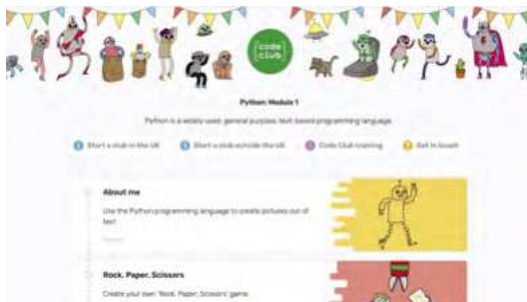 {code
club}
Python: Module 1
Python is a widely used, general purpose, text-based programming language.
Start a club in the UK
Start a club outside the UK
Code Club training
Get in touch
About me
Use the Python programming language to create pictures out of
text.
Rock, Paper, Scissors
Create your own 'Rock, Paper, Scissors' game.